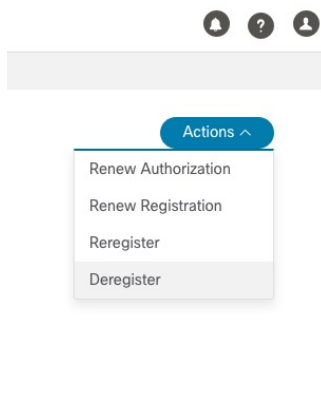 Actions
Renew Authorization
Renew Registration
Reregister
Deregister